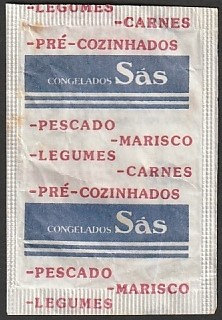 -LEGUMES
-CARNES
-PRÉ-COZINHADOS
CONGELADOS Sás
-PESCADO
-MARISCO
-LEGUMES
-CARNES
-PRÉ-COZINHADOS
CONGELADOS Sás
-PESCADO
-MARISCO
-LEGUMES